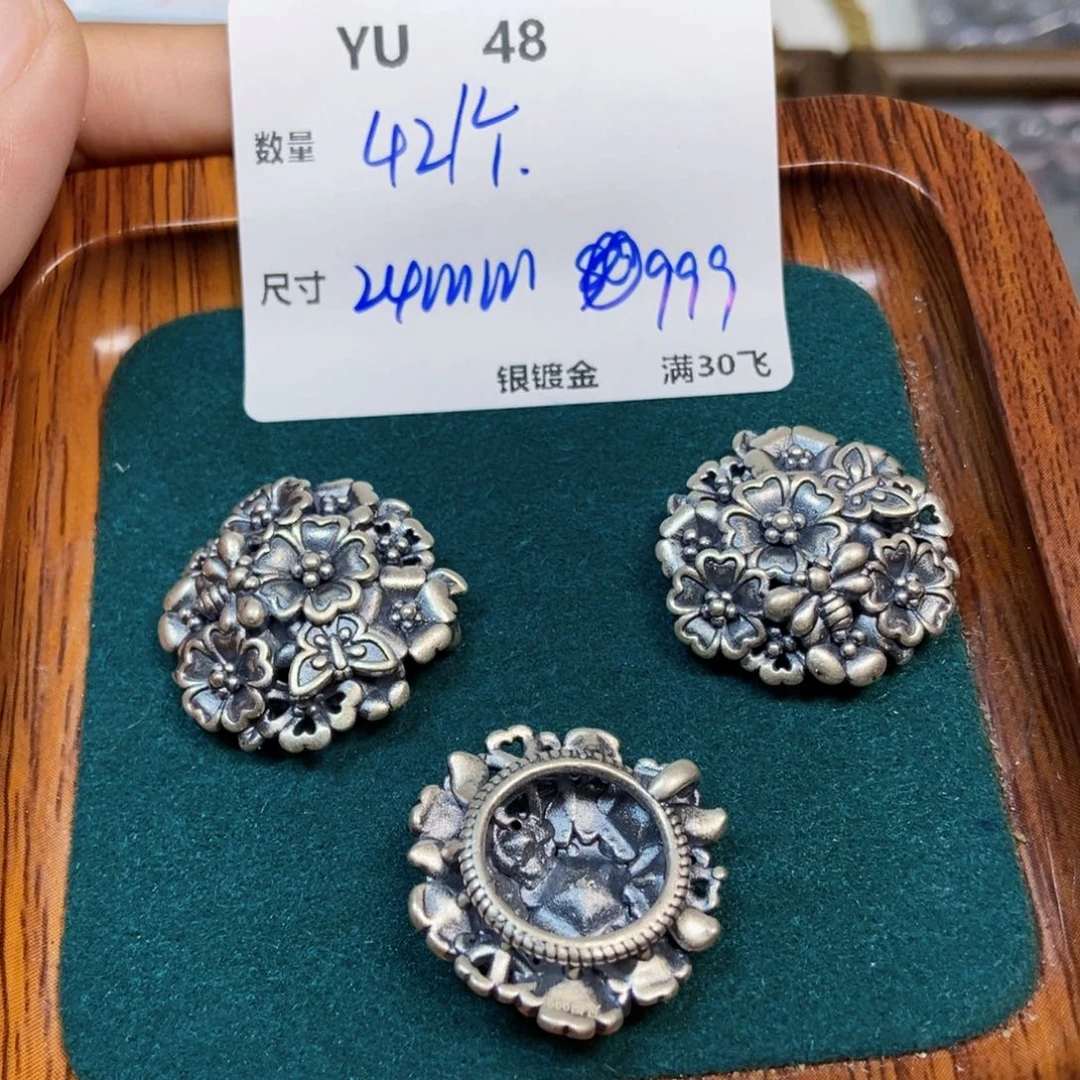 YU 48
数量 42个.
尺寸 24mm 999
银镀金 满30飞